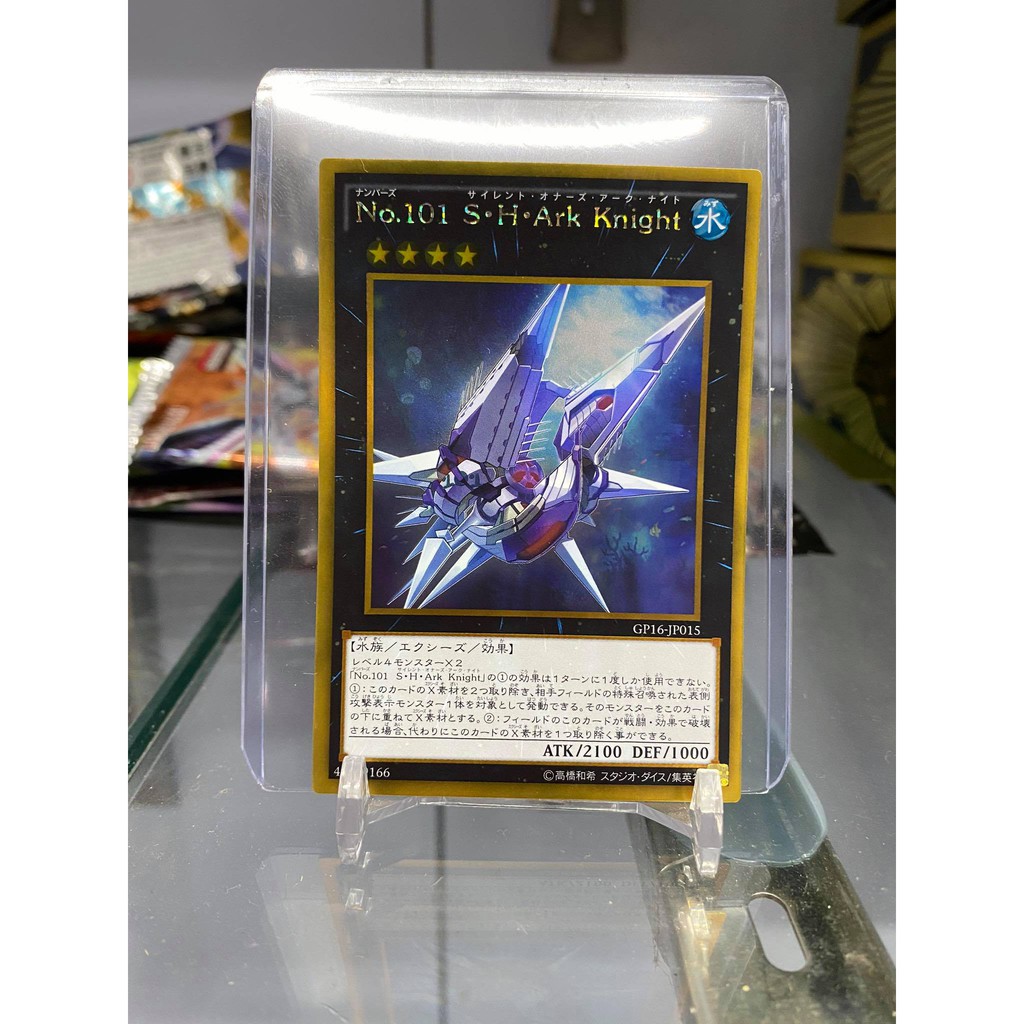 ナンバーズ サイレント・オナーズ・アーク・ナイト
No.101 S・H・Ark Knight
みず
水
GP16-JP015
【水族/エクシーズ/効果】
レベル4モンスター×2
「No.101 S・H・Ark Knight」の①の効果は1ターンに1度しか使用できない。
①:このカードのX素材を2つ取り除き、相手フィールドの特殊召喚された表側
攻撃表示モンスター1体を対象として発動できる。そのモンスターをこのカード
の下に重ねてX素材とする。②:フィールドのこのカードが戦闘・効果で破壊
される場合、代わりにこのカードのX素材を1つ取り除く事ができる。
ATK/2100 DEF/1000
0166
©高橋和希 スタジオ・ダイス/集英社